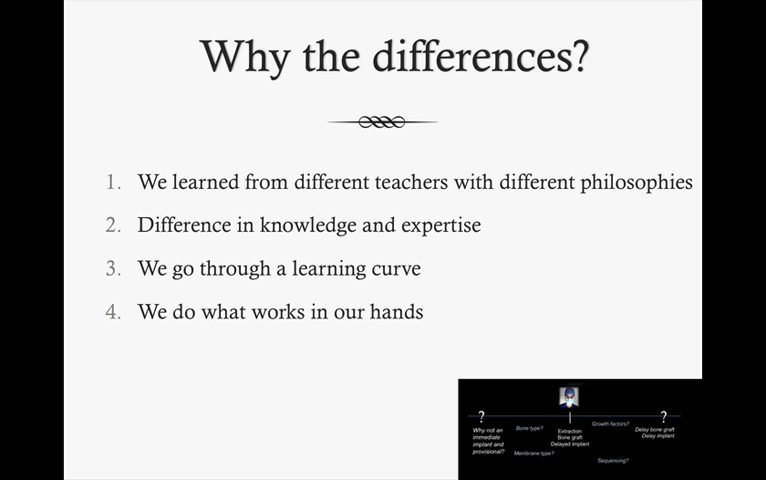 Why the differences?
1. We learned from different teachers with different philosophies
2. Difference in knowledge and expertise
3. We go through a learning curve
4. We do what works in our hands
?
?
Why not an
immediate
implant and
provisional?
Bone type?
Membrane type?
Extraction
Bone graft
Delayed implant
Growth factors?
Sequencing?
Delay bone graft
Delay implant